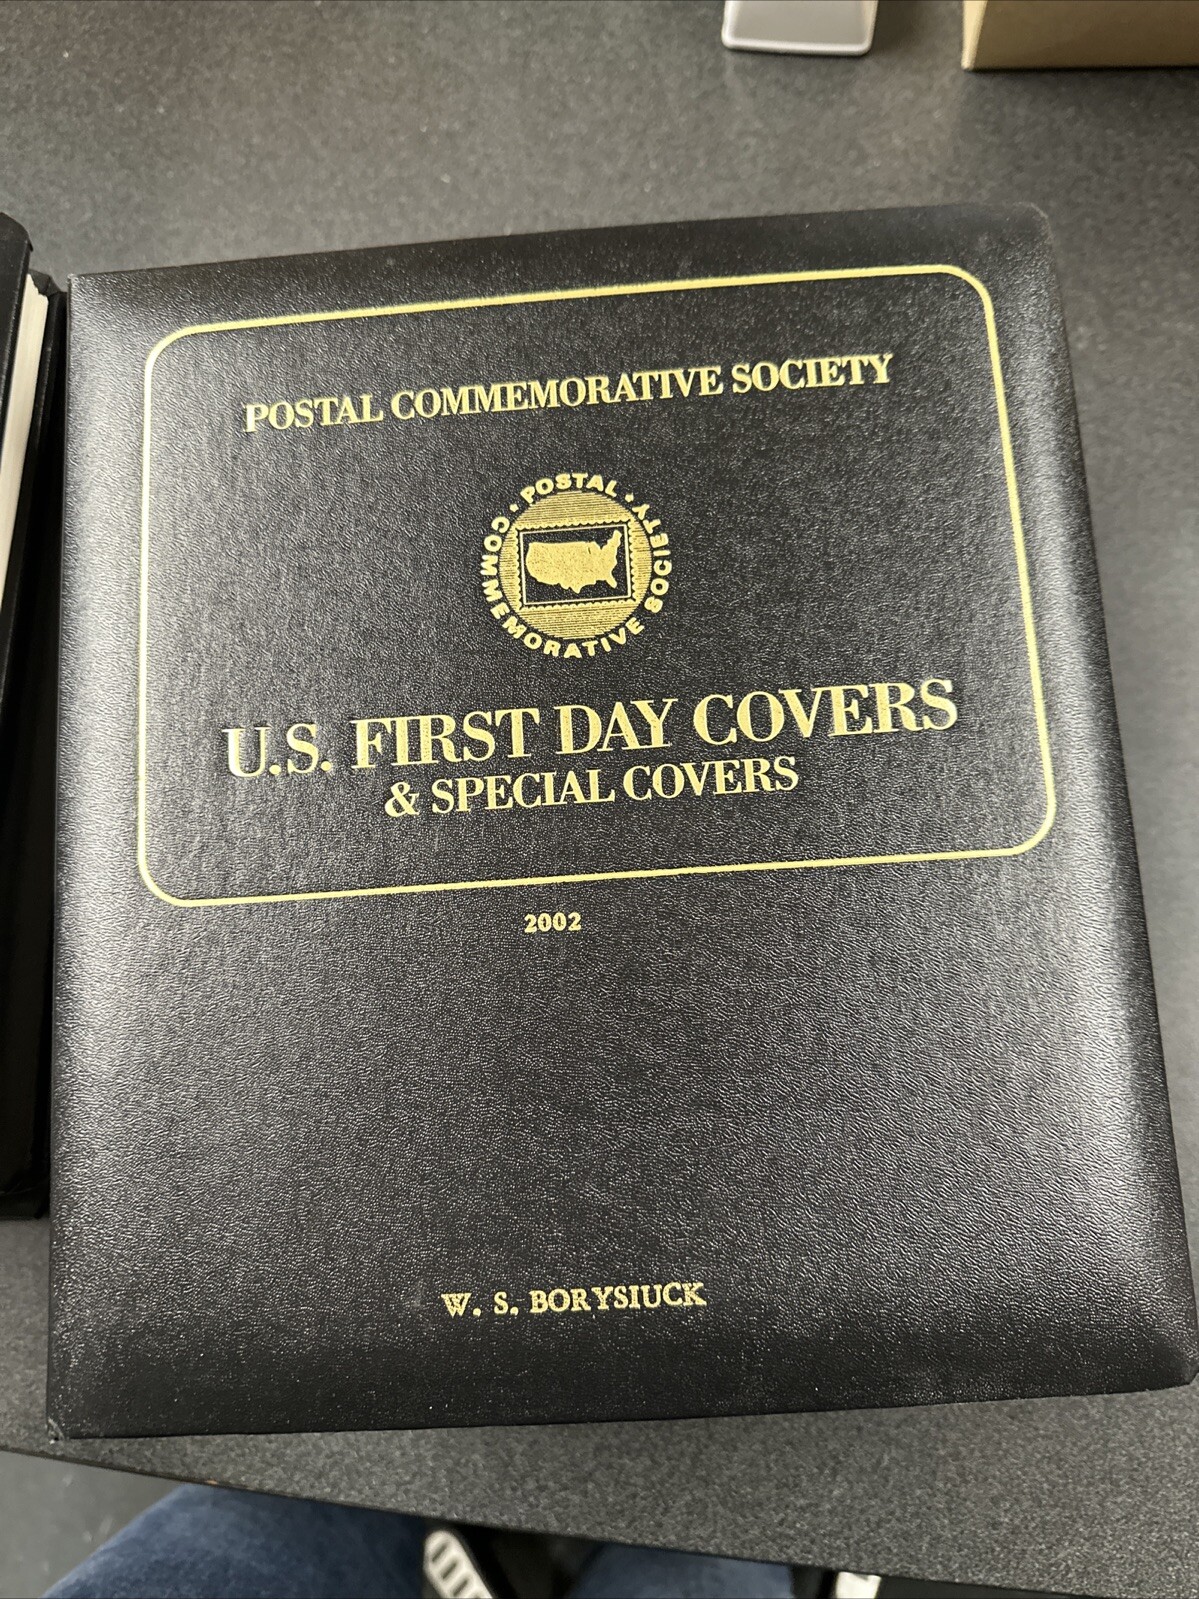 POSTAL COMMEMORATIVE SOCIETY
· POSTAL · COMMEMORATIVE SOCIETY
U.S. FIRST DAY COVERS
& SPECIAL COVERS
2002
W. S. BORYSIUCK